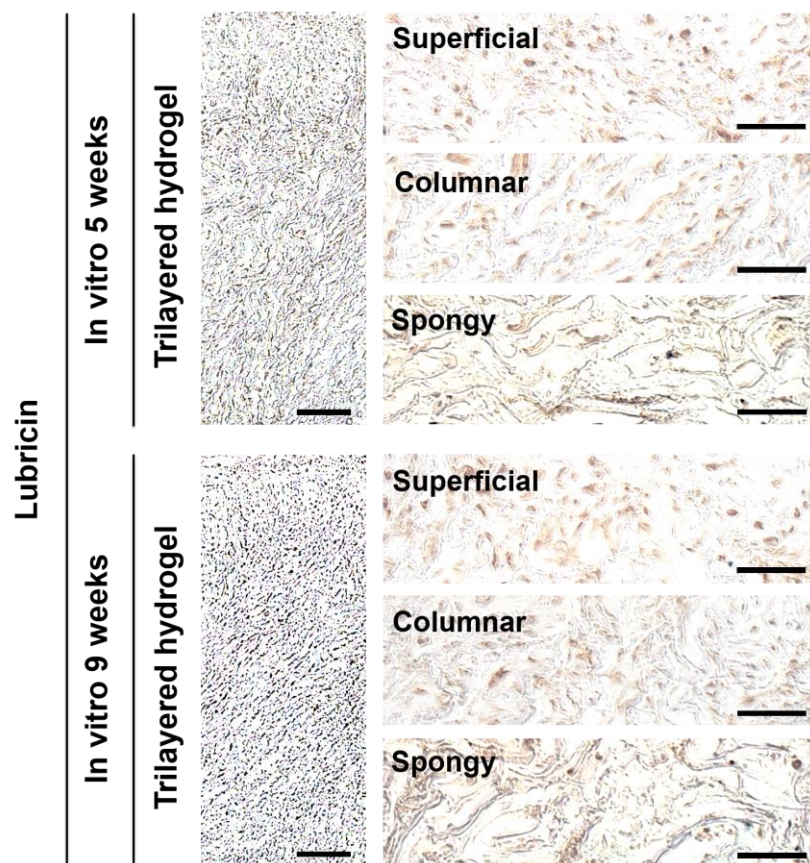 Lubricin
In vitro 5 weeks
Trilayered hydrogel
Superficial
Columnar
Spongy
In vitro 9 weeks
Trilayered hydrogel
Superficial
Columnar
Spongy